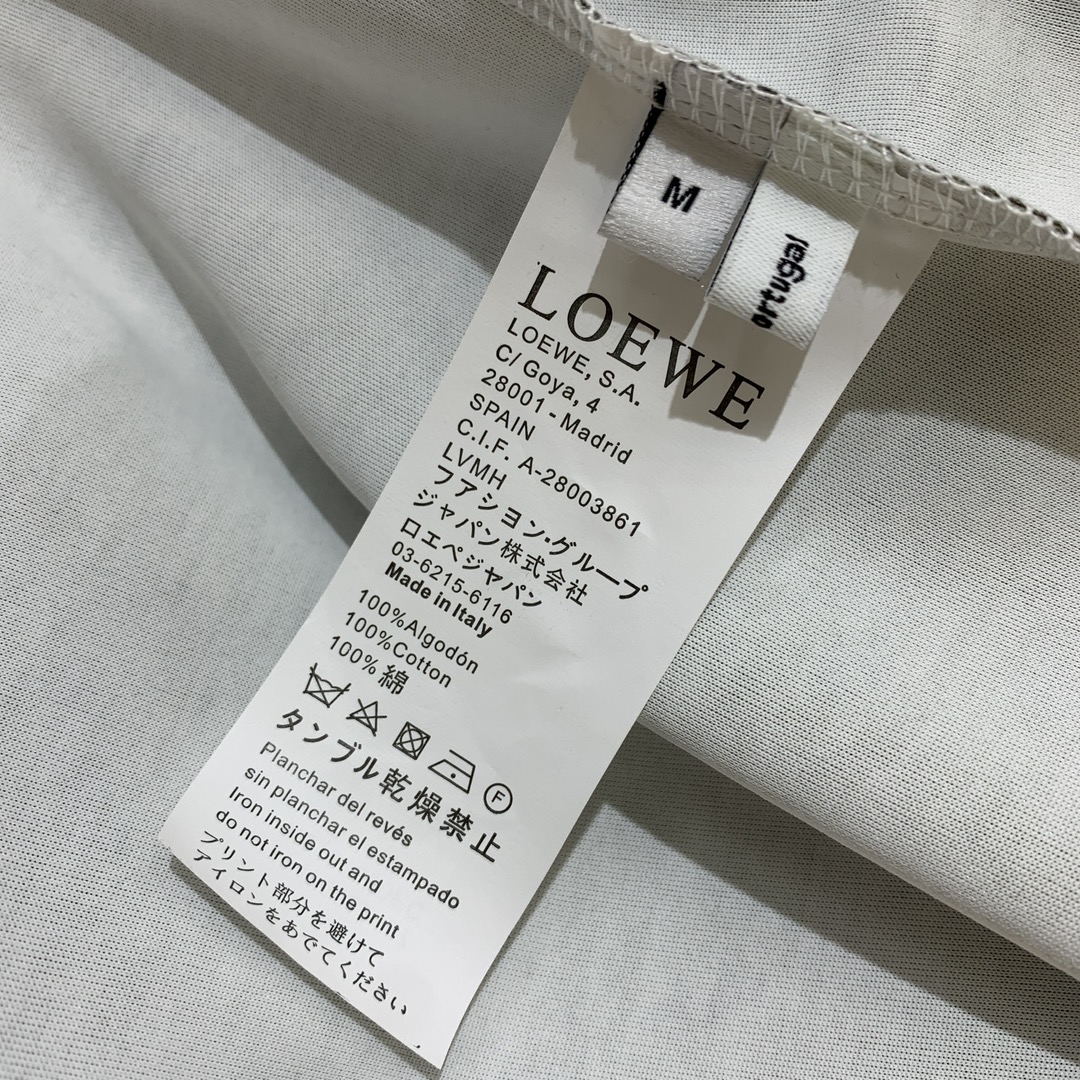 M
ortugal
LOEWE
LOEWE, S.A.
C/ Goya, 4
28001 - Madrid
SPAIN
C.I.F. A-28003861
LVMH
ファション・グループ
ジャパン株式会社
ロエベジャパン
03-6215-6116
Made in Italy
100%Algodón
100%Cotton
100%綿
F
タンブル乾燥禁止
Planchar del revés
sin planchar el estampado
Iron inside out and
do not iron on the print
プリント部分を避けて
アイロンをあでてください